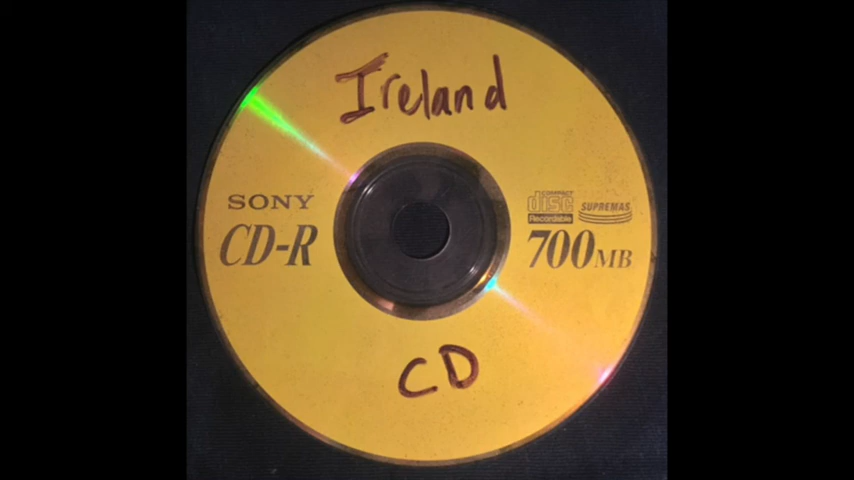 Ireland
SONY
CD-R
COMPACT
disc
Recordable
SUPREMAS
700MB
CD